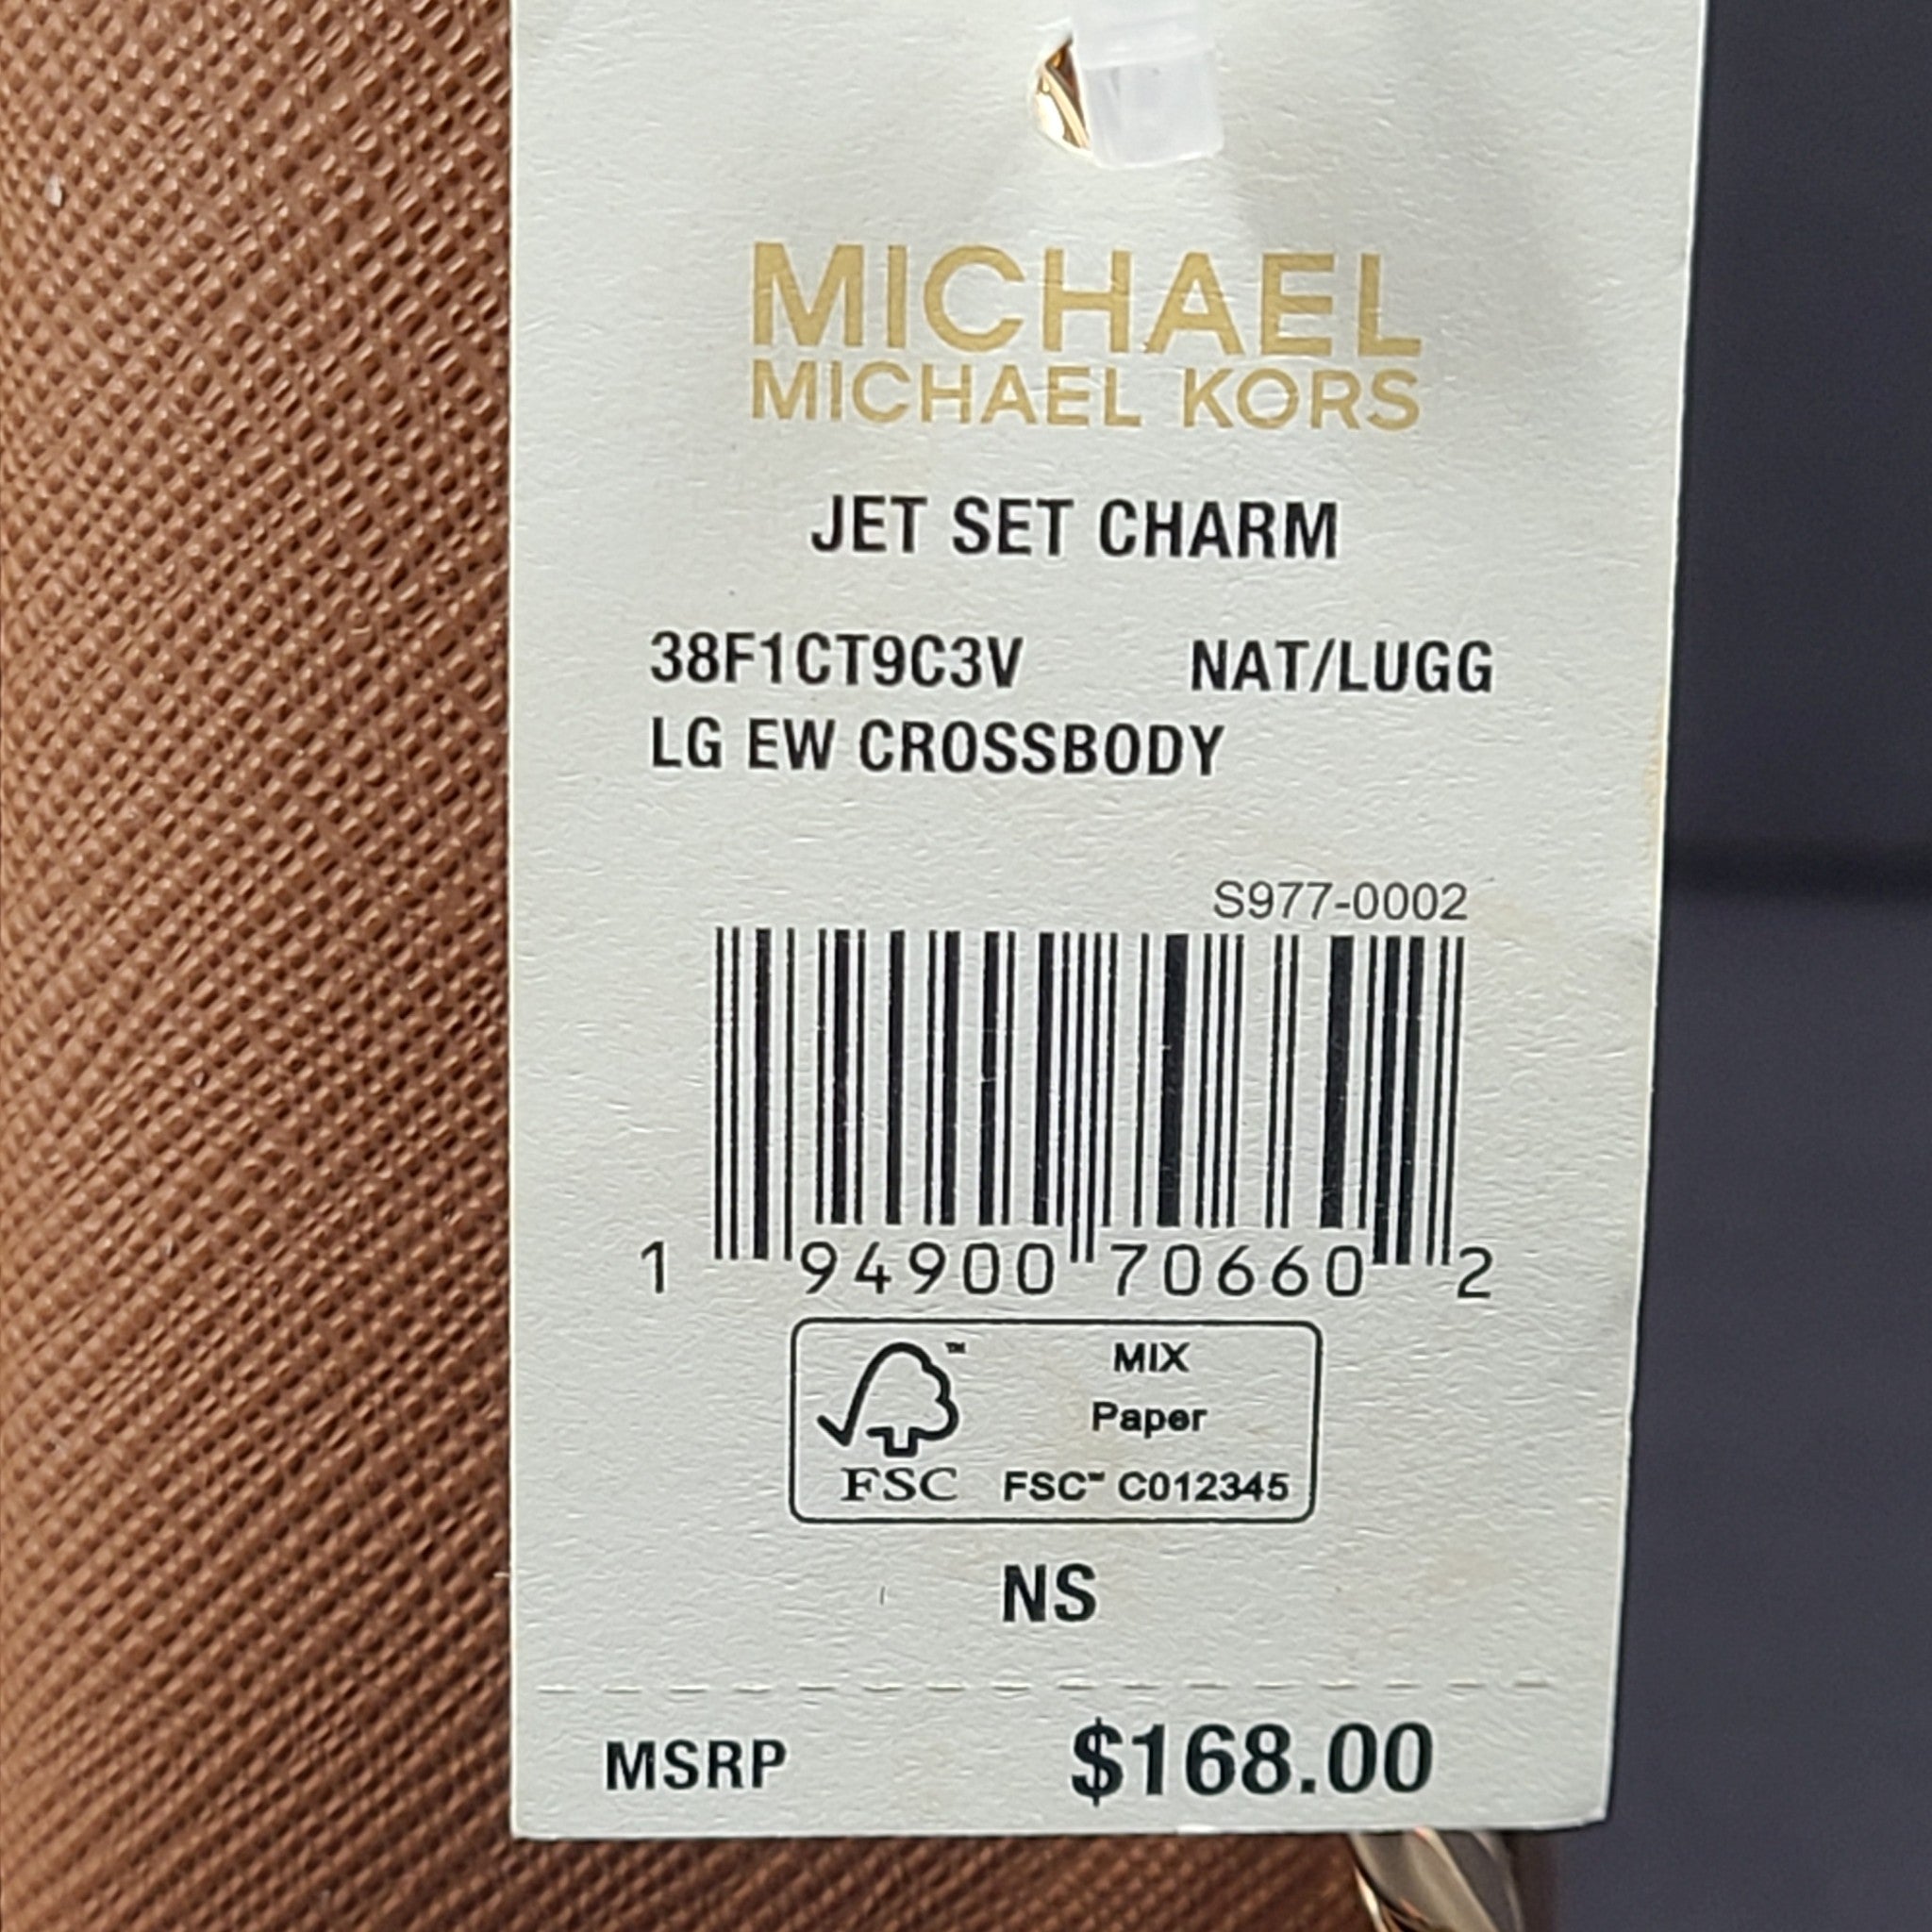 MICHAEL
MICHAEL KORS
JET SET CHARM
38F1CT9C3V NAT/LUGG
LG EW CROSSBODY
S977-0002
1 94900 70660 2
MIX
Paper
FSC™ FSC™ C012345
NS
MSRP $168.00